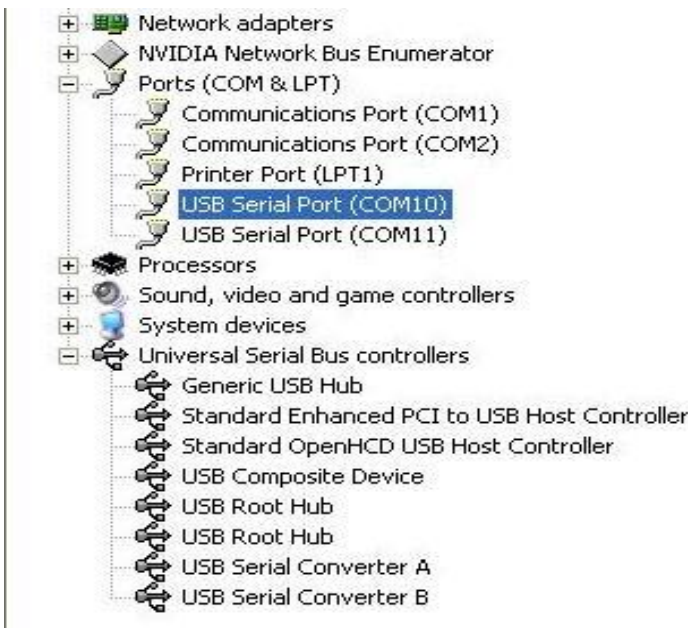 Network adapters
NVIDIA Network Bus Enumerator
Ports (COM & LPT)
Communications Port (COM1)
Communications Port (COM2)
Printer Port (LPT1)
USB Serial Port (COM10)
USB Serial Port (COM11)
Processors
Sound, video and game controllers
System devices
Universal Serial Bus controllers
Generic USB Hub
Standard Enhanced PCI to USB Host Controller
Standard OpenHCD USB Host Controller
USB Composite Device
USB Root Hub
USB Root Hub
USB Serial Converter A
USB Serial Converter B